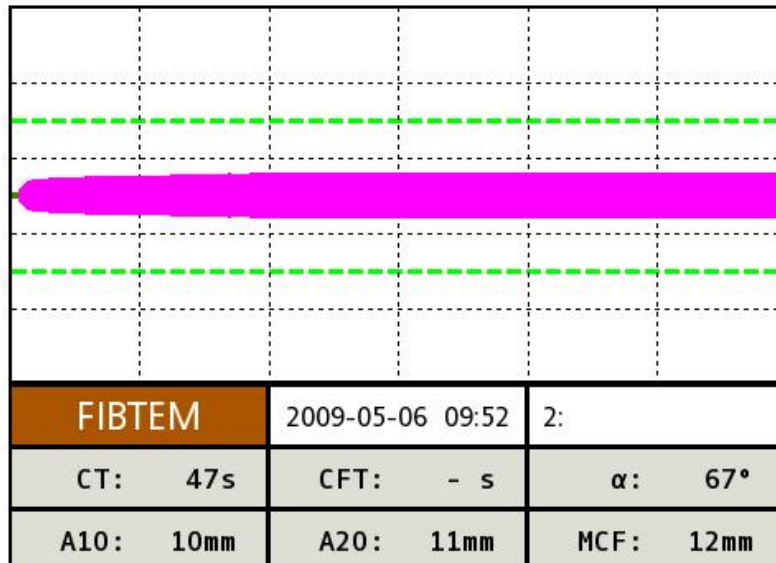 FIBTEM 2009-05-06 09:52 2:
CT: 47s CFT: - s α: 67°
A10: 10mm A20: 11mm MCF: 12mm